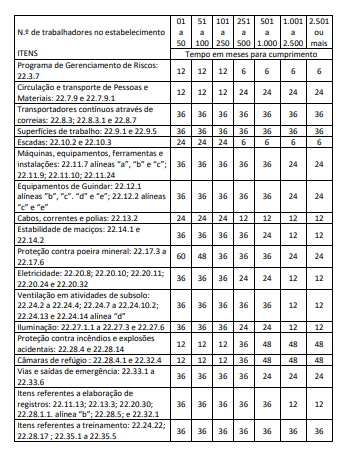 N.º de trabalhadores no estabelecimento
01 a 50 51 a 100 101 a 250 251 a 500 501 a 1.000 1.001 a 2.500 2.501 ou mais
ITENS Tempo em meses para cumprimento
Programa de Gerenciamento de Riscos:
22.3.7 12 12 12 6 6 6 6
Circulação e transporte de Pessoas e
Materiais: 22.7.9 e 22.7.9.1 12 12 12 24 24 24 24
Transportadores contínuos através de
correias: 22.8.3; 22.8.3.1 e 22.8.7 36 36 36 36 36 36 36
Superfícies de trabalho: 22.9.1 e 22.9.5 36 36 36 36 36 36 36
Escadas: 22.10.2 e 22.10.3 24 24 24 6 6 6 6
Máquinas, equipamentos, ferramentas e
instalações: 22.11.7 alíneas "a", "b" e "c";
22.11.9; 22.11.10; 22.11.24 36 36 36 36 36 24 24
Equipamentos de Guindar: 22.12.1
alíneas "b", "c". "d" e "e"; 22.12.2 alíneas
"c" e "e" 36 36 36 36 36 24 24
Cabos, correntes e polias: 22.13.2 24 24 24 12 12 12 12
Estabilidade de maciços: 22.14.1 e
22.14.2 36 36 36 36 24 12 12
Proteção contra poeira mineral: 22.17.3 a
22.17.6 60 48 36 36 36 24 24
Eletricidade: 22.20.8; 22.20.10; 22.20.11;
22.20.24 e 22.20.32 36 36 36 24 24 12 12
Ventilação em atividades de subsolo:
22.24.2 a 22.24.4; 22.24.7 a 22.24.10.2;
22.24.13 e 22.24.14 alínea "d" 36 36 36 36 36 12 12
Iluminação: 22.27.1.1 a 22.27.3 e 22.27.6 36 36 36 24 24 12 12
Proteção contra incêndios e explosões
acidentais: 22.28.4 e 22.28.14 12 12 12 36 48 48 48
Câmaras de refúgio : 22.28.4.1 e 22.32.4 12 12 12 36 48 48 48
Vias e saídas de emergência: 22.33.1 a
22.33.6 36 36 36 36 24 24 24
Itens referentes a elaboração de
registros: 22.11.13; 22.13.3; 22.20.30;
22.28.1.1. alínea "b"; 22.28.5; e 22.32.1 36 36 36 36 36 12 12
Itens referentes a treinamento: 22.24.22;
22.28.17 ; 22.35.1 a 22.35.5 36 36 36 36 36 36 36